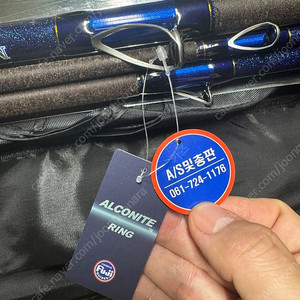 A/S및총판
061-724-1176
ALCONITE
RING
Fuji